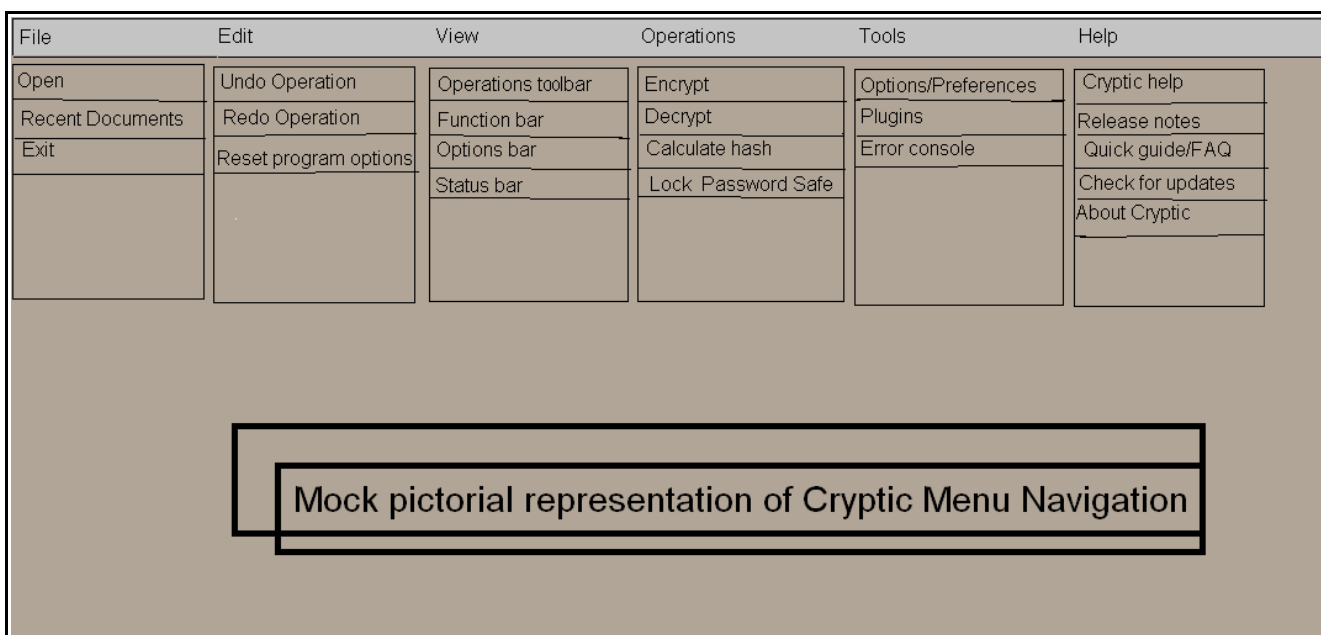 File Edit View Operations Tools Help
Open
Recent Documents
Exit
Undo Operation
Redo Operation
Reset program options
Operations toolbar
Function bar
Options bar
Status bar
Encrypt
Decrypt
Calculate hash
Lock Password Safe
Options/Preferences
Plugins
Error console
Cryptic help
Release notes
Quick guide/FAQ
Check for updates
About Cryptic
Mock pictorial representation of Cryptic Menu Navigation